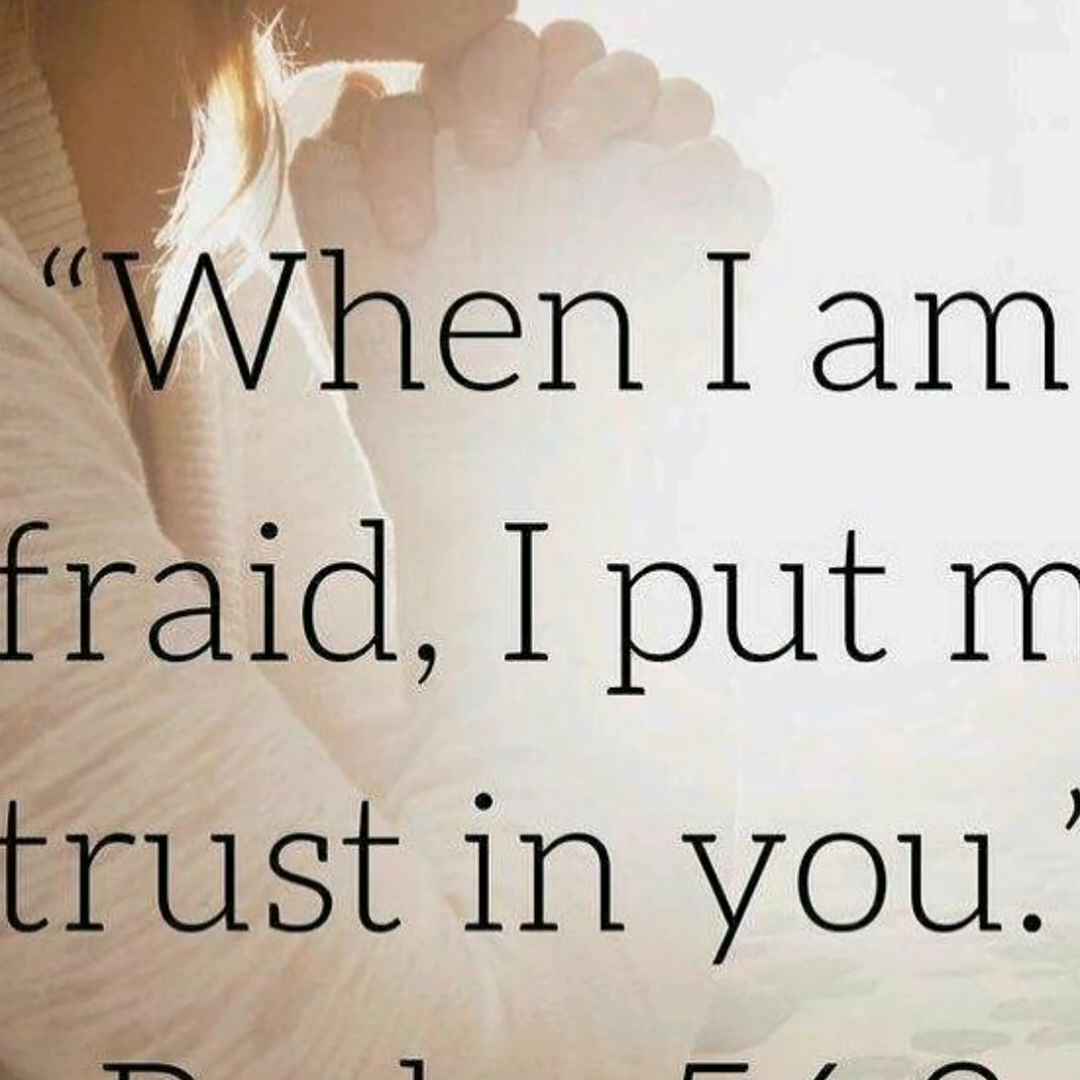 “When I am
fraid, I put m
trust in you.”